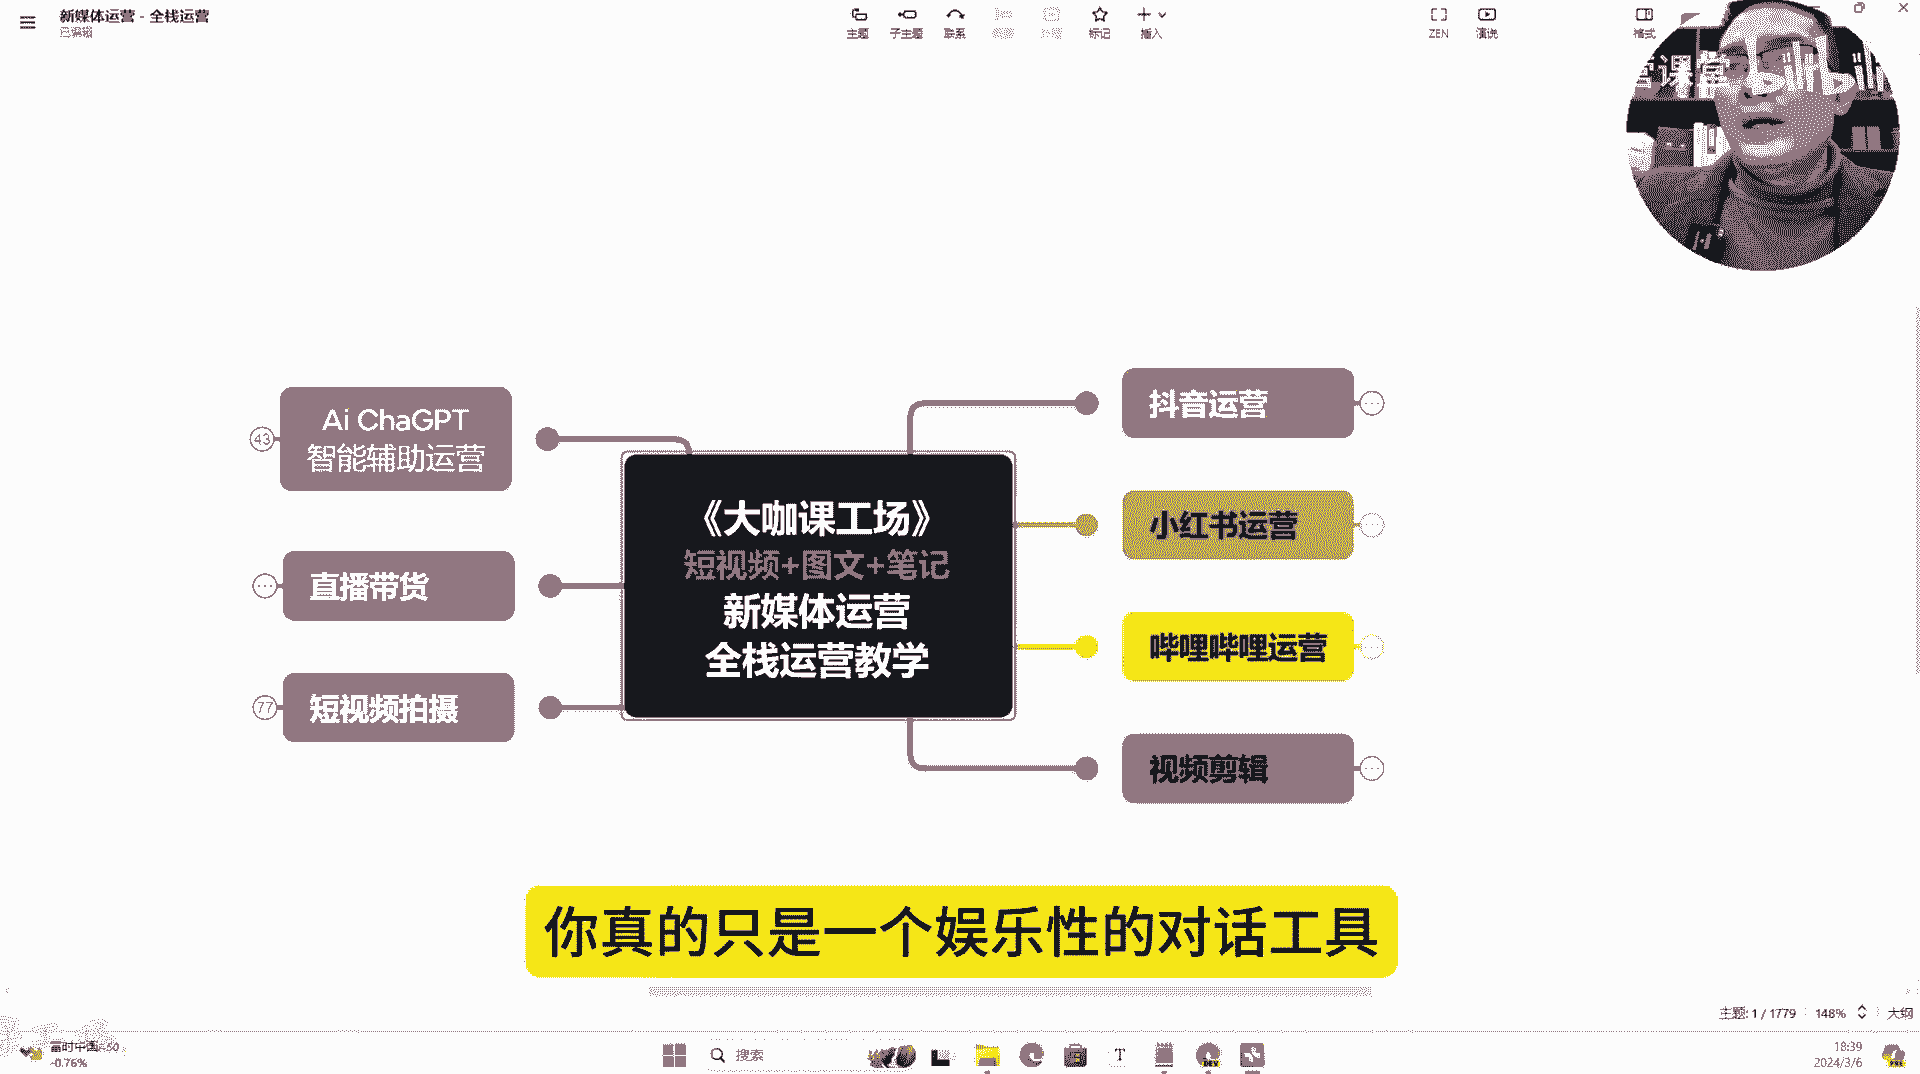 新媒体运营 - 全栈运营
已编辑
主题
子主题
联系
标记
插入
ZEN
演说
格式
营课堂
bilibili
43
Ai ChaGPT
智能辅助运营
直播带货
77
短视频拍摄
《大咖课工场》
短视频+图文+笔记
新媒体运营
全栈运营教学
抖音运营
小红书运营
哔哩哔哩运营
视频剪辑
你真的只是一个娱乐性的对话工具
主题: 1 / 1779
148%
大纲
富时中国A50
-0.76%
搜索
18:39
2024/3/6